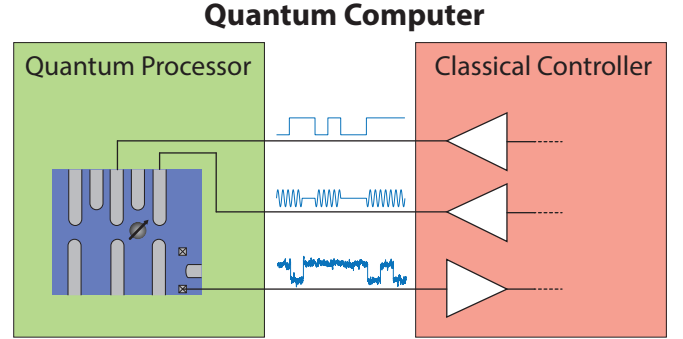 Quantum Computer
Quantum Processor
Classical Controller